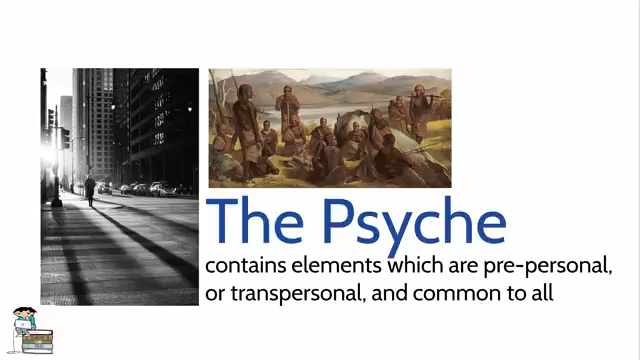 The Psyche
contains elements which are pre-personal,
or transpersonal, and common to all